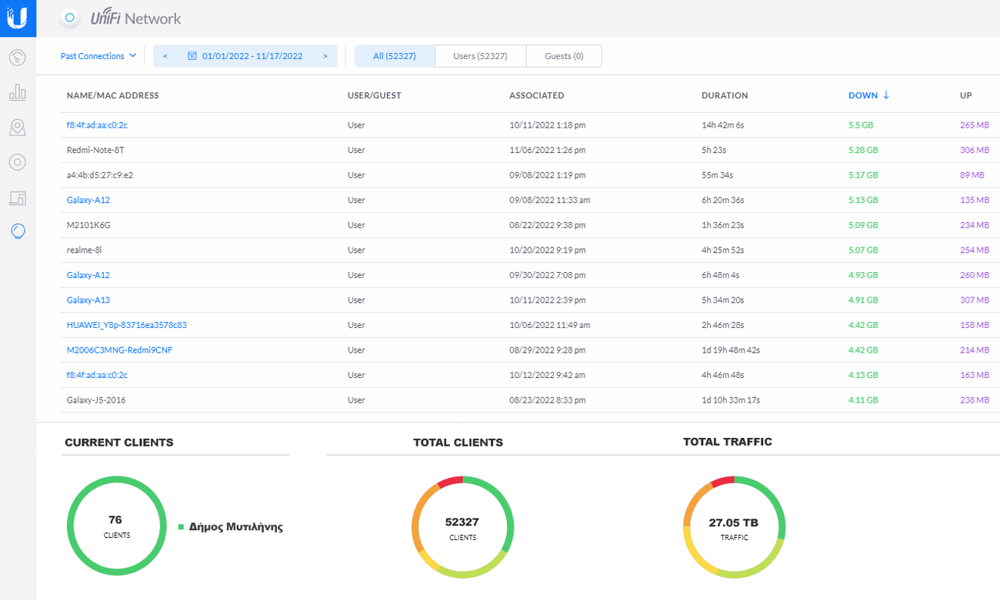 UniFi Network
Past Connections < 01/01/2022 - 11/17/2022 > All (52327) Users (52327) Guests (0)
NAME/MAC ADDRESS USER/GUEST ASSOCIATED DURATION DOWN ↓ UP
f8:4f:ad:aa:c0:2c User 10/11/2022 1:18 pm 14h 42m 6s 5.5 GB 265 MB
Redmi-Note-8T User 11/06/2022 1:26 pm 5h 23s 5.28 GB 306 MB
a4:4b:d5:27:c9:e2 User 09/08/2022 1:19 pm 55m 34s 5.17 GB 89 MB
Galaxy-A12 User 09/08/2022 11:33 am 6h 20m 36s 5.13 GB 135 MB
M2101K6G User 08/22/2022 9:38 pm 1h 36m 23s 5.09 GB 234 MB
realme-8i User 10/20/2022 9:19 pm 4h 25m 52s 5.07 GB 254 MB
Galaxy-A12 User 09/30/2022 7:08 pm 6h 48m 4s 4.93 GB 260 MB
Galaxy-A13 User 10/11/2022 2:39 pm 5h 34m 20s 4.91 GB 307 MB
HUAWEI_Y8p-83716ea3578c83 User 10/06/2022 11:49 am 2h 46m 28s 4.42 GB 158 MB
M2006C3MNG-Redmi9CNF User 08/29/2022 9:28 pm 1d 19h 48m 42s 4.42 GB 214 MB
f8:4f:ad:aa:c0:2c User 10/12/2022 9:42 am 4h 46m 48s 4.13 GB 163 MB
Galaxy-J5-2016 User 08/23/2022 8:33 pm 1d 10h 33m 17s 4.11 GB 238 MB
CURRENT CLIENTS TOTAL CLIENTS TOTAL TRAFFIC
76 52327 27.05 TB
CLIENTS CLIENTS TRAFFIC
Δήμος Μυτιλήνης